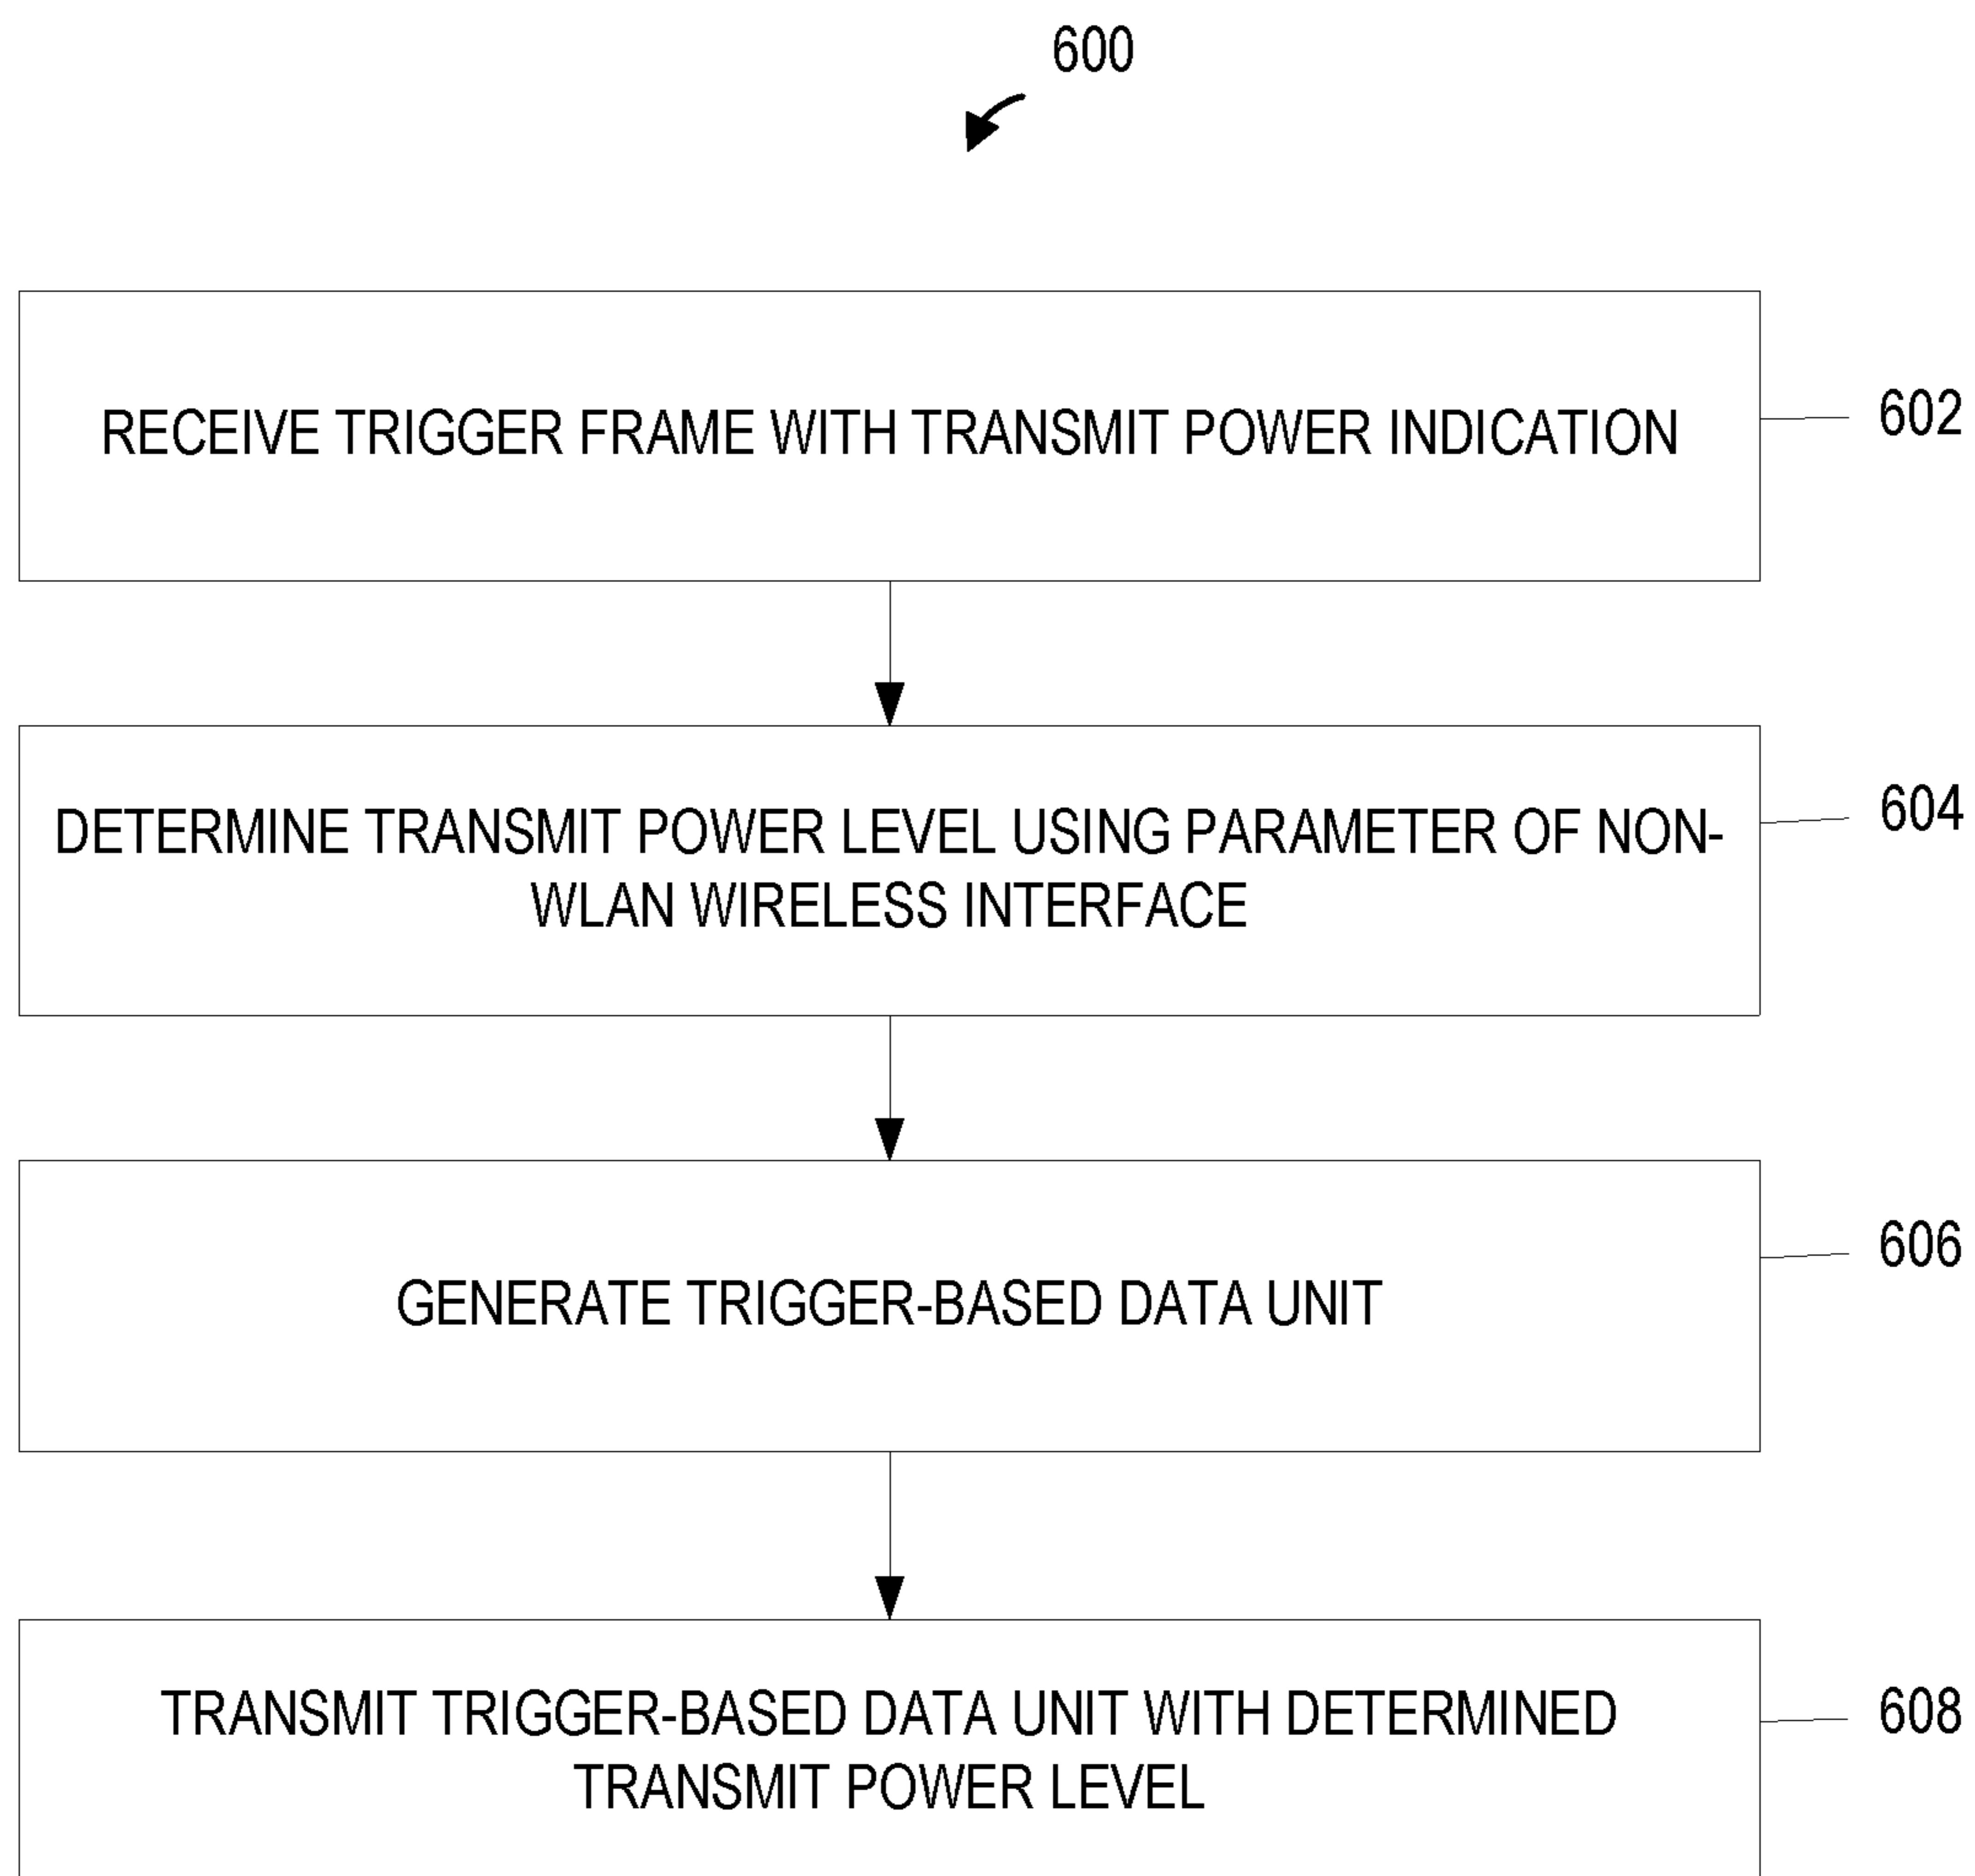 600
RECEIVE TRIGGER FRAME WITH TRANSMIT POWER INDICATION
602
DETERMINE TRANSMIT POWER LEVEL USING PARAMETER OF NON-
WLAN WIRELESS INTERFACE
604
GENERATE TRIGGER-BASED DATA UNIT
606
TRANSMIT TRIGGER-BASED DATA UNIT WITH DETERMINED
TRANSMIT POWER LEVEL
608